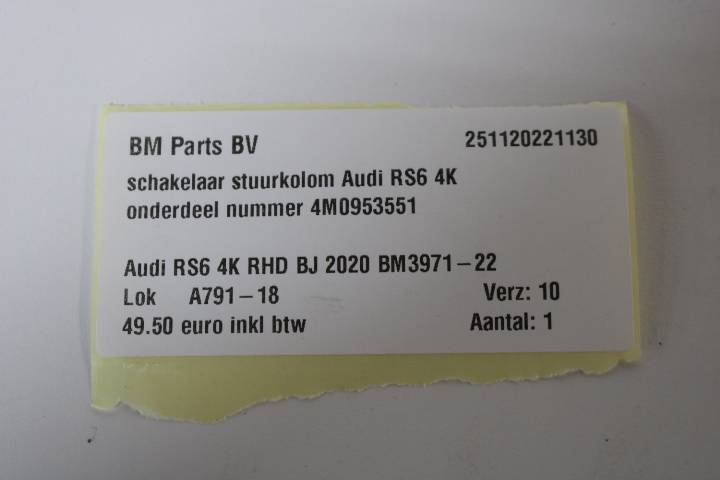 BM Parts BV 251120221130
schakelaar stuurkolom Audi RS6 4K
onderdeel nummer 4M0953551
Audi RS6 4K RHD BJ 2020 BM3971-22
Lok A791-18 Verz: 10
49.50 euro inkl btw Aantal: 1